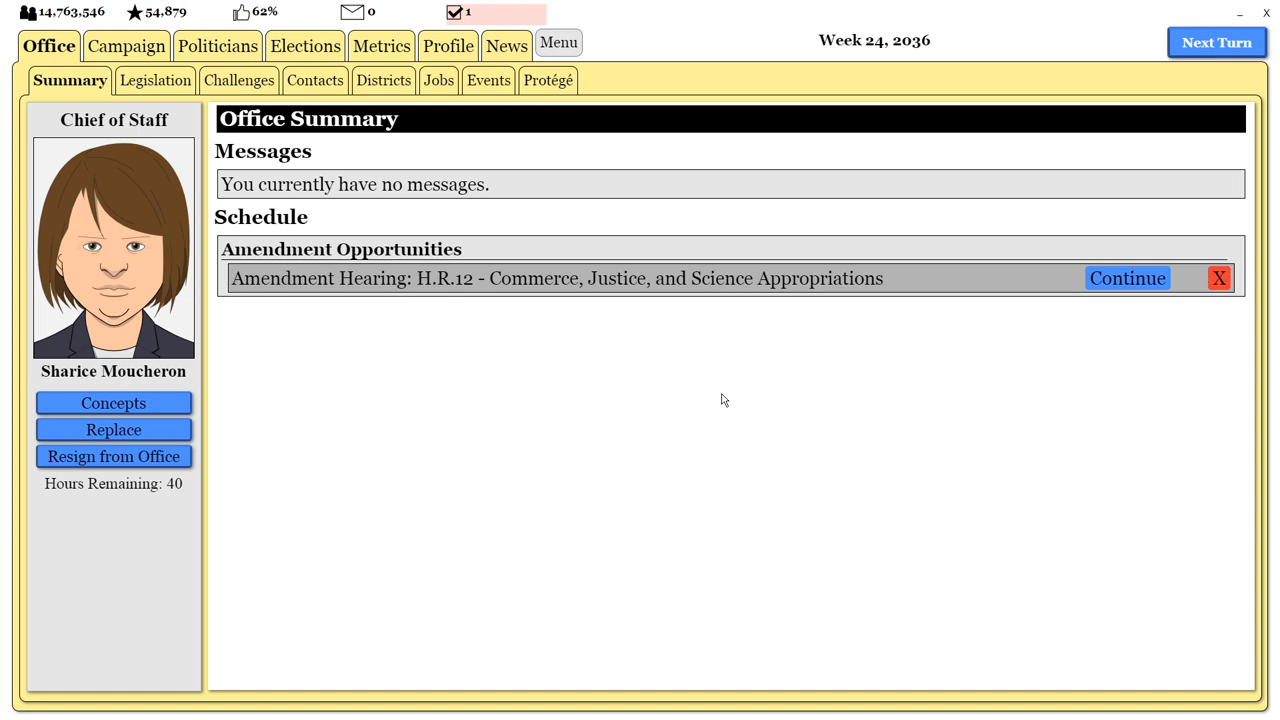 14,763,546 54,879 62% 0 1 _ X
Office Campaign Politicians Elections Metrics Profile News Menu Week 24, 2036 Next Turn
Summary Legislation Challenges Contacts Districts Jobs Events Protégé
Chief of Staff
Sharice Moucheron
Concepts
Replace
Resign from Office
Hours Remaining: 40
Office Summary
Messages
You currently have no messages.
Schedule
Amendment Opportunities
Amendment Hearing: H.R.12 - Commerce, Justice, and Science Appropriations Continue X